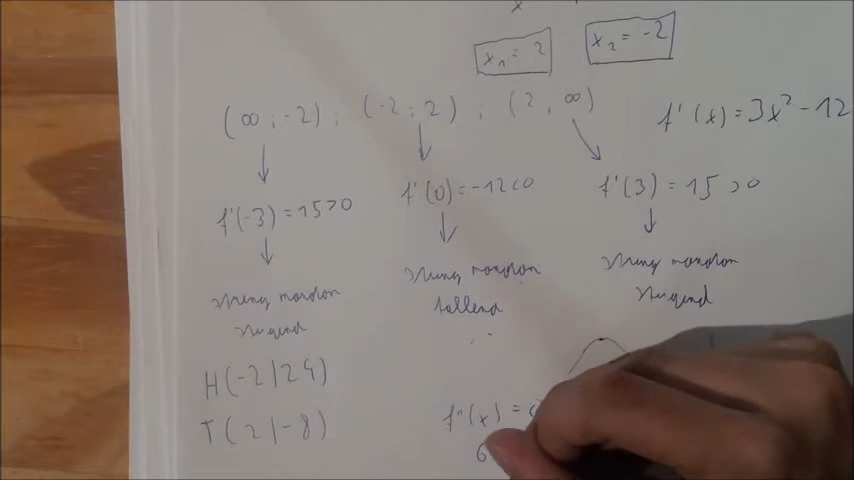 x₁ = 2 x₂ = -2
(∞ ; -2) ; (-2 ; 2) ; (2 , ∞) f'(x) = 3x² - 12
f'(-3) = 15 > 0 f'(0) = -12 < 0 f'(3) = 15 > 0
streng monoton streng monoton streng monoton
steigend fallend steigend
H(-2 | 24)
T(2 | -8) f''(x) = 0
6